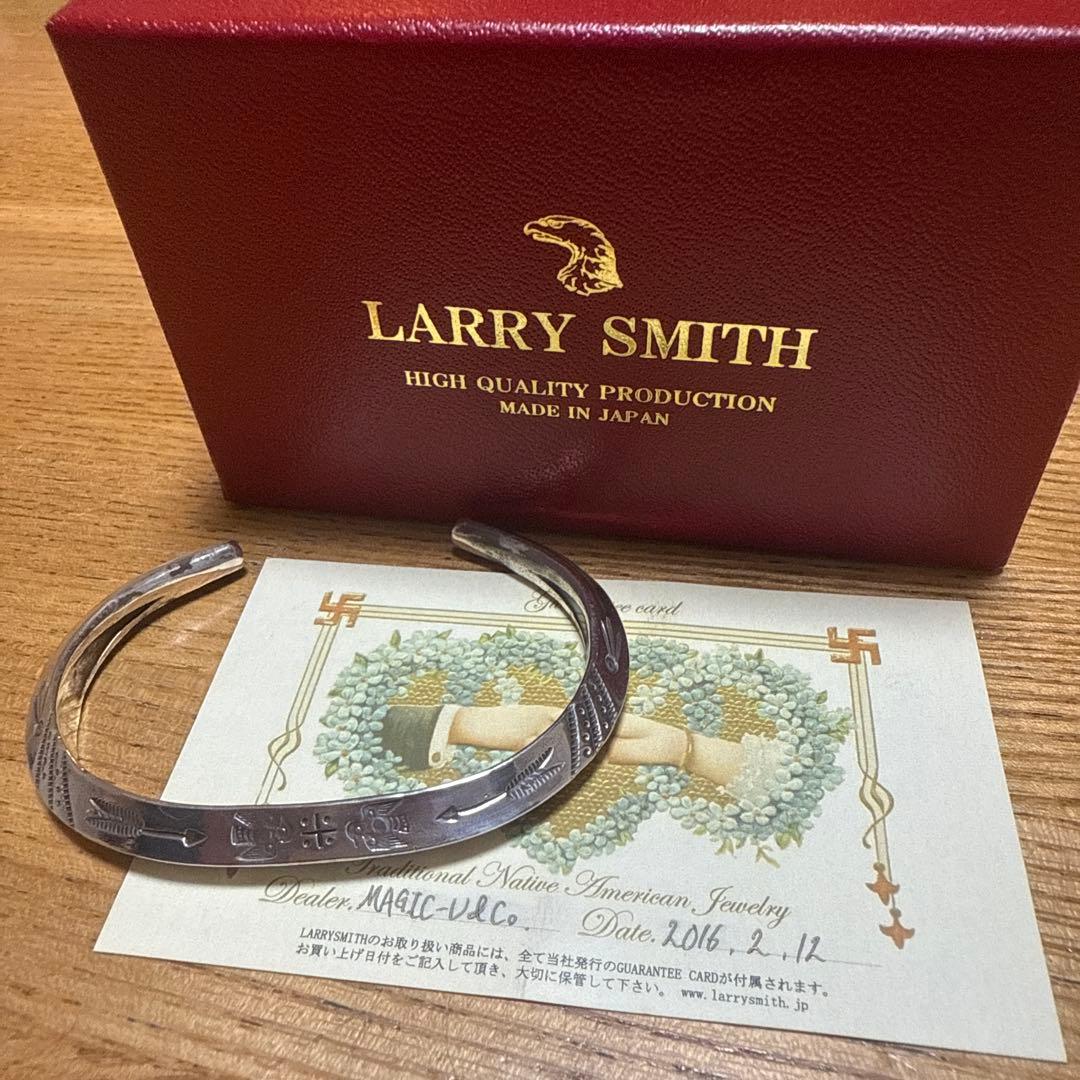 LARRY SMITH
HIGH QUALITY PRODUCTION
MADE IN JAPAN
card
Traditional Native American Jewelry
Dealer. MAGIC-U&Co.
Date. 2016.2.12
LARRYSMITHのお取り扱い商品には、全て当社発行のGUARANTEE CARDが付属されます。
お買い上げ日付をご記入して頂き、大切に保管して下さい。 www.larrysmith.jp